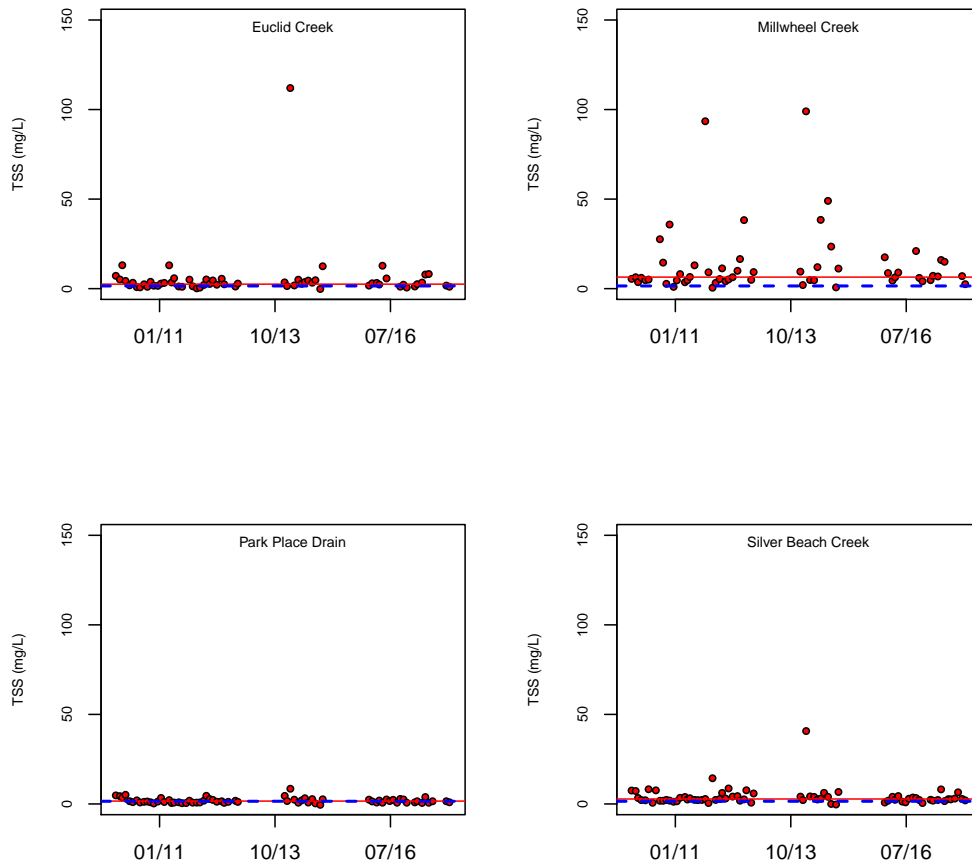 Euclid Creek
TSS (mg/L)
150
100
50
0
01/11 10/13 07/16
Millwheel Creek
TSS (mg/L)
150
100
50
0
01/11 10/13 07/16
Park Place Drain
TSS (mg/L)
150
100
50
0
01/11 10/13 07/16
Silver Beach Creek
TSS (mg/L)
150
100
50
0
01/11 10/13 07/16